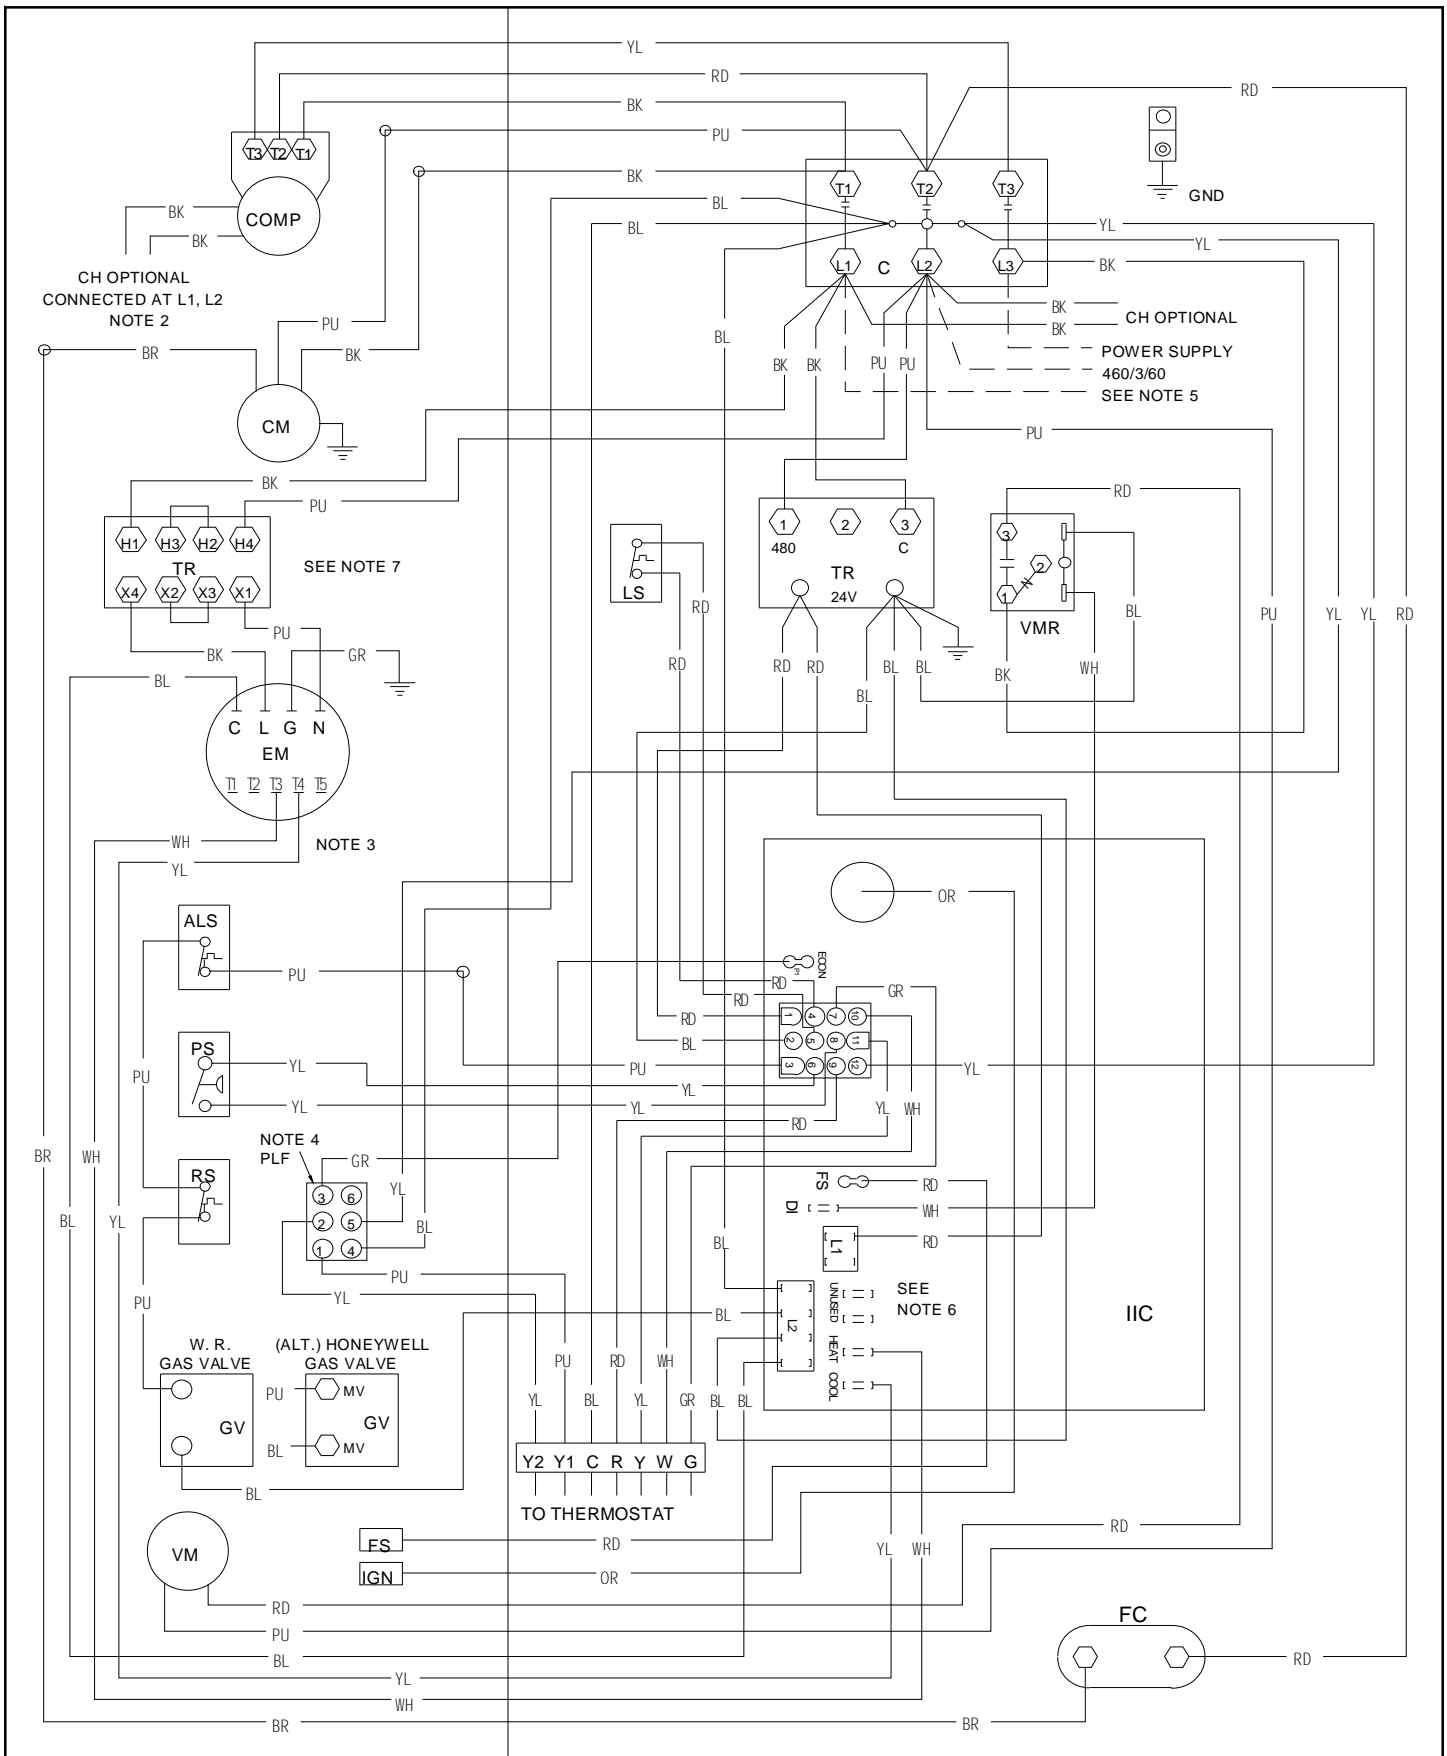 YL
RD
RD
BK
PU
T3 T2 T1
BK
T1 T2 T3
GND
COMP
BK
BK
BL
BL
YL
YL
L1 C L2 L3
BK
CH OPTIONAL
CONNECTED AT L1, L2
NOTE 2
BK
BK
CH OPTIONAL
PU
BK
BR
BL
BK BK PU PU
POWER SUPPLY
460/3/60
SEE NOTE 5
CM
PU
BK
PU
RD
H1 H3 H2 H4
TR
X4 X2 X3 X1
SEE NOTE 7
LS
1 2 3
480 C
TR
24V
3
2
1
VMR
RD
BL
PU YL YL RD
PU
BK
GR
BL
RD
RD RD BL BL BL
BK
WH
C L G N
EM
T1 T2 T3 T4 T5
WH
YL
NOTE 3
ALS
PU
OR
ECON
P1
RD
RD
GR
RD
BL
PU
1 4 7 10
2 5 8 11
3 6 9 12
YL
PS
YL
YL
YL
YL
RD
YL WH
PU
BR WH
NOTE 4
PLF
GR
RS
3 6
2 5
1 4
YL
BL
BL YL
FS
RD
DI
WH
L1
RD
BL
PU
YL
PU
BL
L2
UNUSED
HEAT
COOL
SEE
NOTE 6
IIC
W. R.
GAS VALVE
(ALT.) HONEYWELL
GAS VALVE
PU MV
GV
GV
BL MV
BL
YL PU BL RD YL WH GR BL BL
Y2 Y1 C R Y W G
TO THERMOSTAT
VM
FS
RD
IGN
OR
YL WH
RD
RD
PU
BL
YL
WH
BR
BR
FC
RD